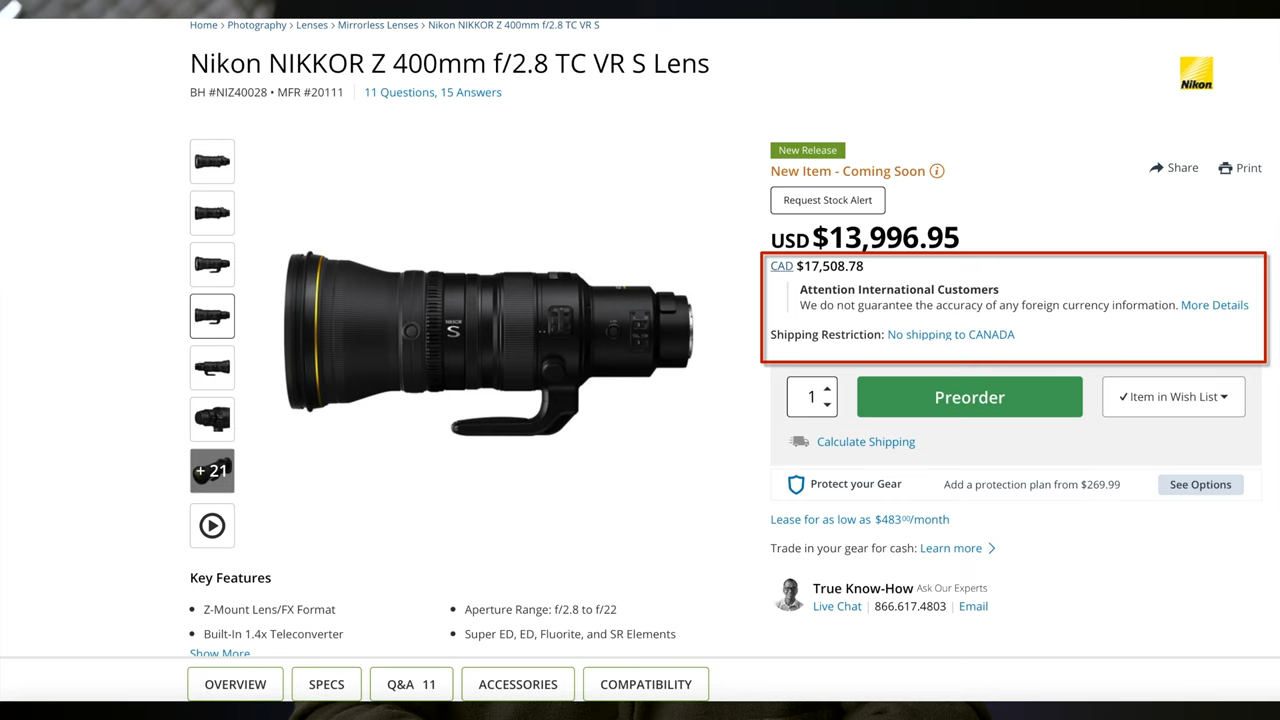 Home › Photography › Lenses › Mirrorless Lenses › Nikon NIKKOR Z 400mm f/2.8 TC VR S
Nikon NIKKOR Z 400mm f/2.8 TC VR S Lens
BH #NIZ40028 • MFR #20111 11 Questions, 15 Answers
Nikon
New Release
New Item - Coming Soon
Share Print
Request Stock Alert
USD $13,996.95
CAD $17,508.78
Attention International Customers
We do not guarantee the accuracy of any foreign currency information. More Details
Shipping Restriction: No shipping to CANADA
1 Preorder ✓ Item in Wish List
Calculate Shipping
Protect your Gear Add a protection plan from $269.99 See Options
Lease for as low as $483⁰⁰/month
Trade in your gear for cash: Learn more
True Know-How Ask Our Experts
Live Chat | 866.617.4803 | Email
NIKKOR
S
+ 21
Key Features
• Z-Mount Lens/FX Format
• Built-In 1.4x Teleconverter
• Aperture Range: f/2.8 to f/22
• Super ED, ED, Fluorite, and SR Elements
Show More
OVERVIEW SPECS Q&A 11 ACCESSORIES COMPATIBILITY